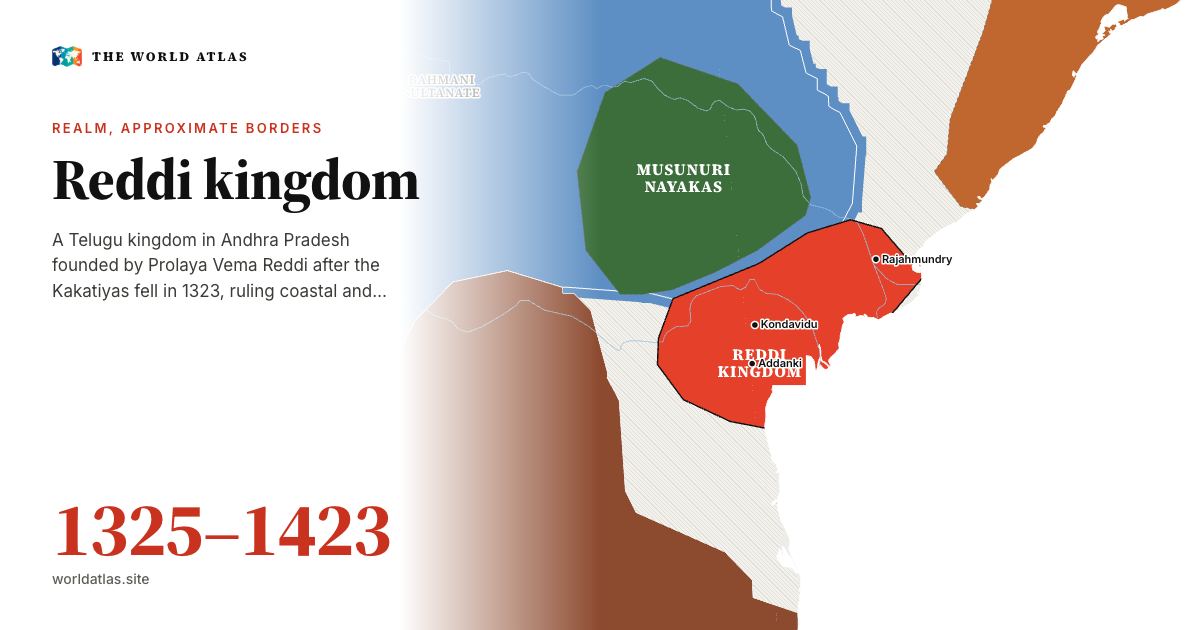 THE WORLD ATLAS
REALM, APPROXIMATE BORDERS
Reddi kingdom
A Telugu kingdom in Andhra Pradesh
founded by Prolaya Vema Reddi after the
Kakatiyas fell in 1323, ruling coastal and...
1325–1423
worldatlas.site
BAHMANI
SULTANATE
MUSUNURI
NAYAKAS
Rajahmundry
Kondavidu
REDDI
Addanki
KINGDOM